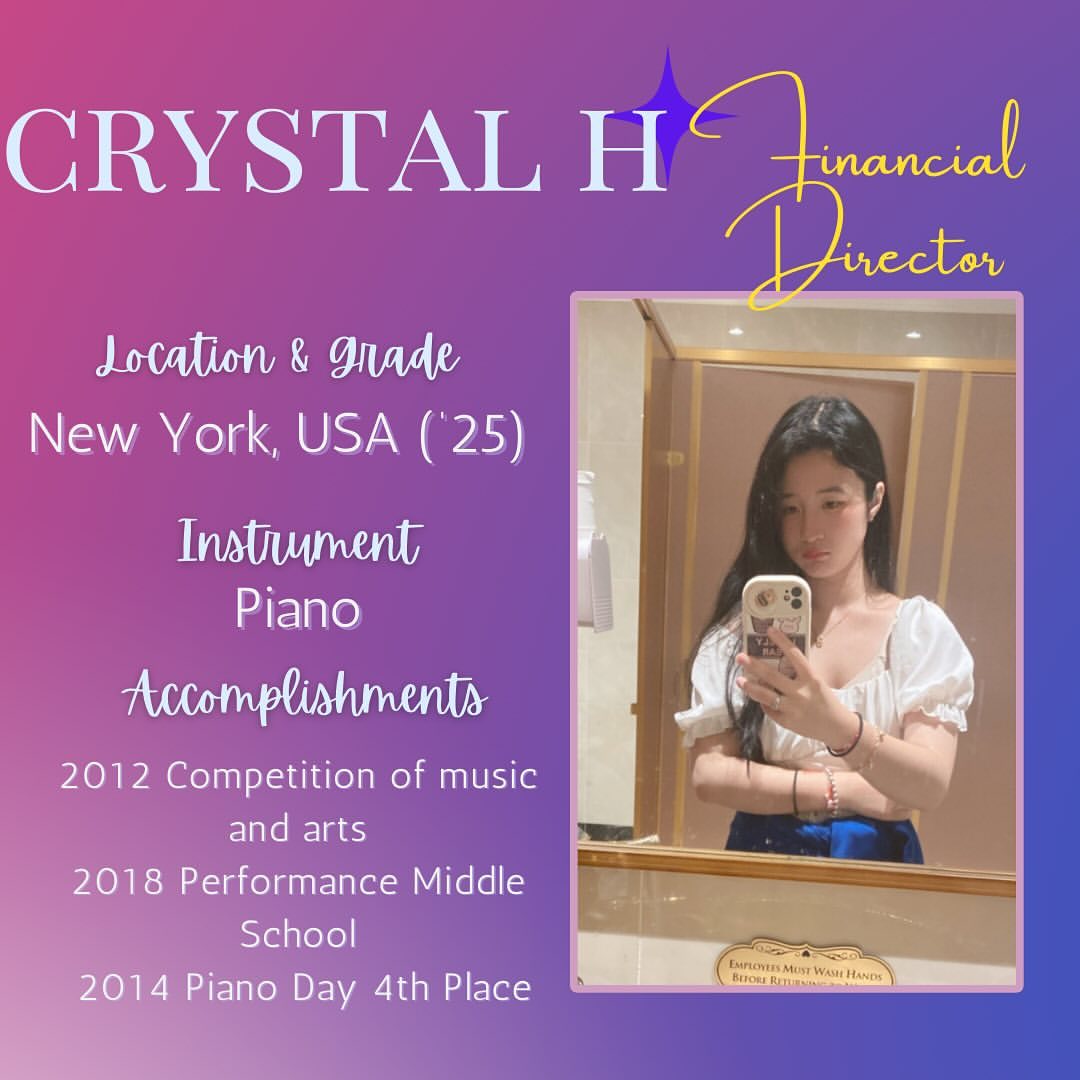 CRYSTAL H
Financial
Director
Location & Grade
New York, USA ('25)
Instrument
Piano
Accomplishments
2012 Competition of music
and arts
2018 Performance Middle
School
2014 Piano Day 4th Place
EMPLOYEES MUST WASH HANDS
BEFORE RETURNING TO